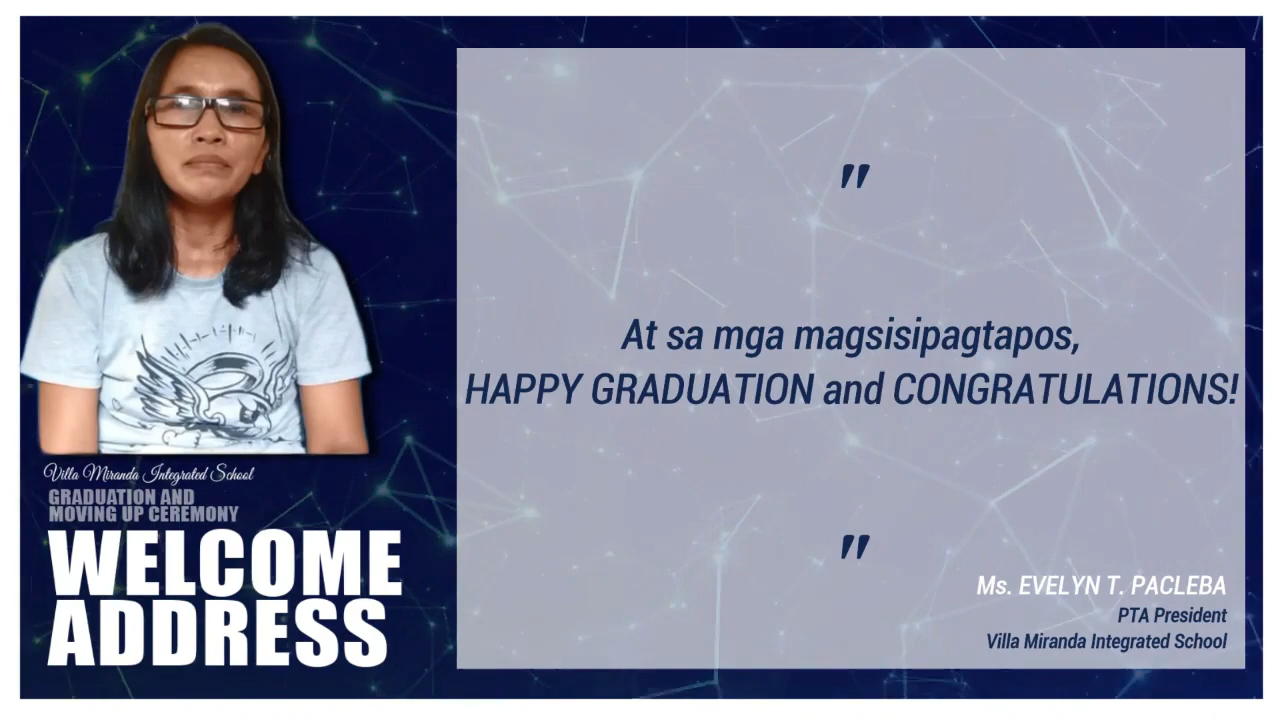 "
At sa mga magsisipagtapos,
HAPPY GRADUATION and CONGRATULATIONS!
"
Ms. EVELYN T. PACLEBA
PTA President
Villa Miranda Integrated School
Villa Miranda Integrated School
GRADUATION AND
MOVING UP CEREMONY
WELCOME
ADDRESS